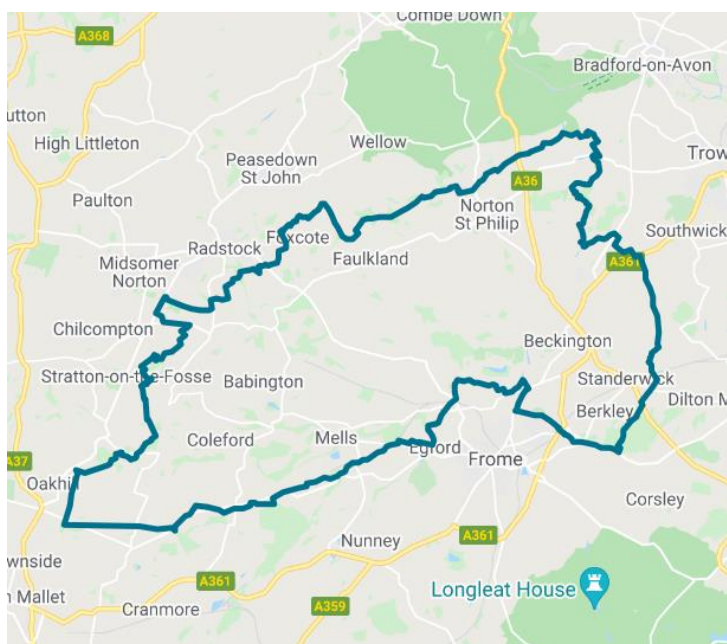 Combe Down
A368
Bradford-on-Avon
utton
High Littleton
Wellow
Peasedown
St John
Trow
A36
Paulton
Norton
St Philip
Southwick
Radstock
Foxcote
Faulkland
Midsomer
Norton
A361
Chilcompton
Beckington
Stratton-on-the-Fosse
Babington
Standerwick
Berkley
Dilton M
Coleford
Mells
Egford
Frome
A37
Oakhill
Corsley
Nunney
A361
wnside
A361
Longleat House
n Mallet
Cranmore
A359